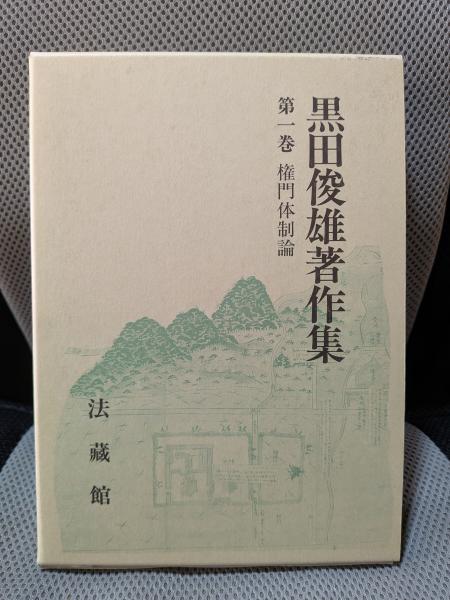 黒田俊雄著作集
第一巻 権門体制論
法藏館